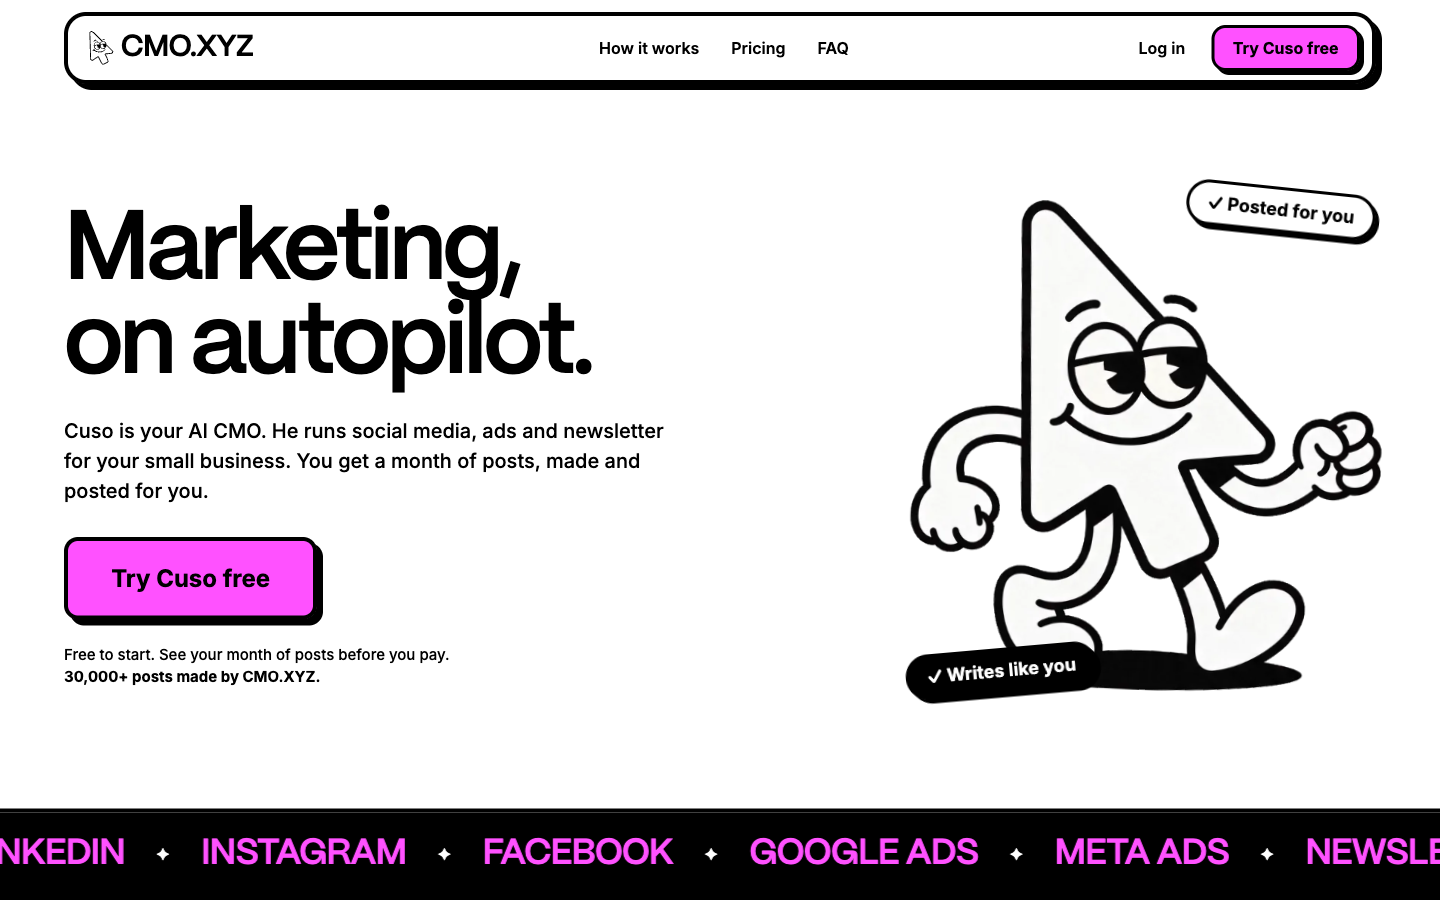 CMO.XYZ
How it works
Pricing
FAQ
Log in
Try Cuso free
✓ Posted for you
Marketing,
on autopilot.
Cuso is your AI CMO. He runs social media, ads and newsletter
for your small business. You get a month of posts, made and
posted for you.
Try Cuso free
Free to start. See your month of posts before you pay.
30,000+ posts made by CMO.XYZ.
✓ Writes like you
NKEDIN ✦ INSTAGRAM ✦ FACEBOOK ✦ GOOGLE ADS ✦ META ADS ✦ NEWSLE